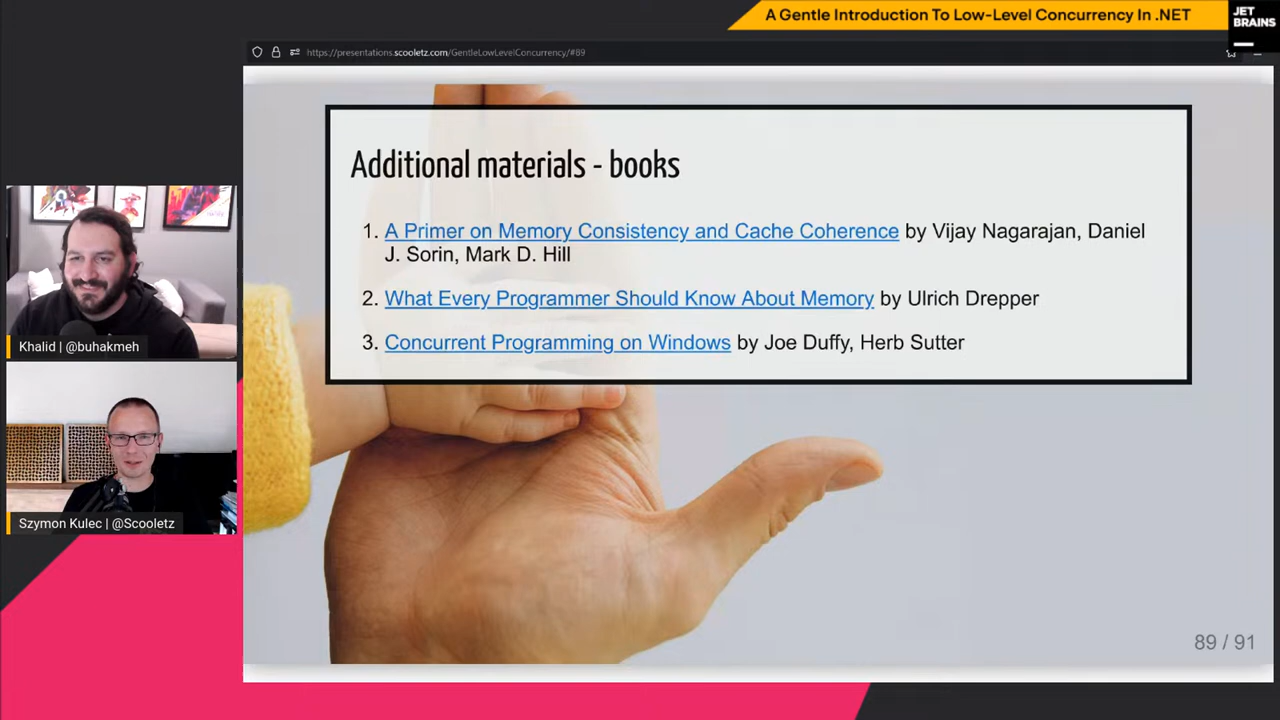 A Gentle Introduction To Low-Level Concurrency In .NET
JET
BRAINS
https://presentations.scooletz.com/GentleLowLevelConcurrency/#89
Additional materials - books
1. A Primer on Memory Consistency and Cache Coherence by Vijay Nagarajan, Daniel
J. Sorin, Mark D. Hill
2. What Every Programmer Should Know About Memory by Ulrich Drepper
3. Concurrent Programming on Windows by Joe Duffy, Herb Sutter
Khalid | @buhakmeh
Szymon Kulec | @Scooletz
89 / 91